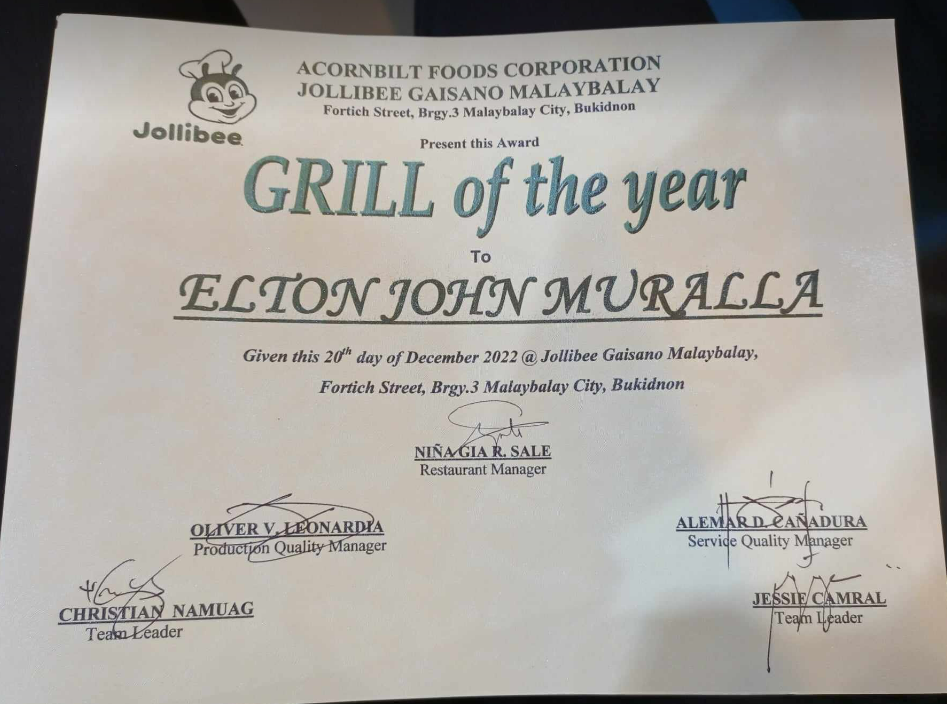 Jollibee
ACORNBILT FOODS CORPORATION
JOLLIBEE GAISANO MALAYBALAY
Fortich Street, Brgy.3 Malaybalay City, Bukidnon
Present this Award
GRILL of the year
To
ELTON JOHN MURALLA
Given this 20th day of December 2022 @ Jollibee Gaisano Malaybalay,
Fortich Street, Brgy.3 Malaybalay City, Bukidnon
NIÑA GIA R. SALE
Restaurant Manager
OLIVER V. LEONARDIA
Production Quality Manager
ALEMAR D. CAÑADURA
Service Quality Manager
CHRISTIAN NAMUAG
Team Leader
JESSIE CAMRAL
Team Leader